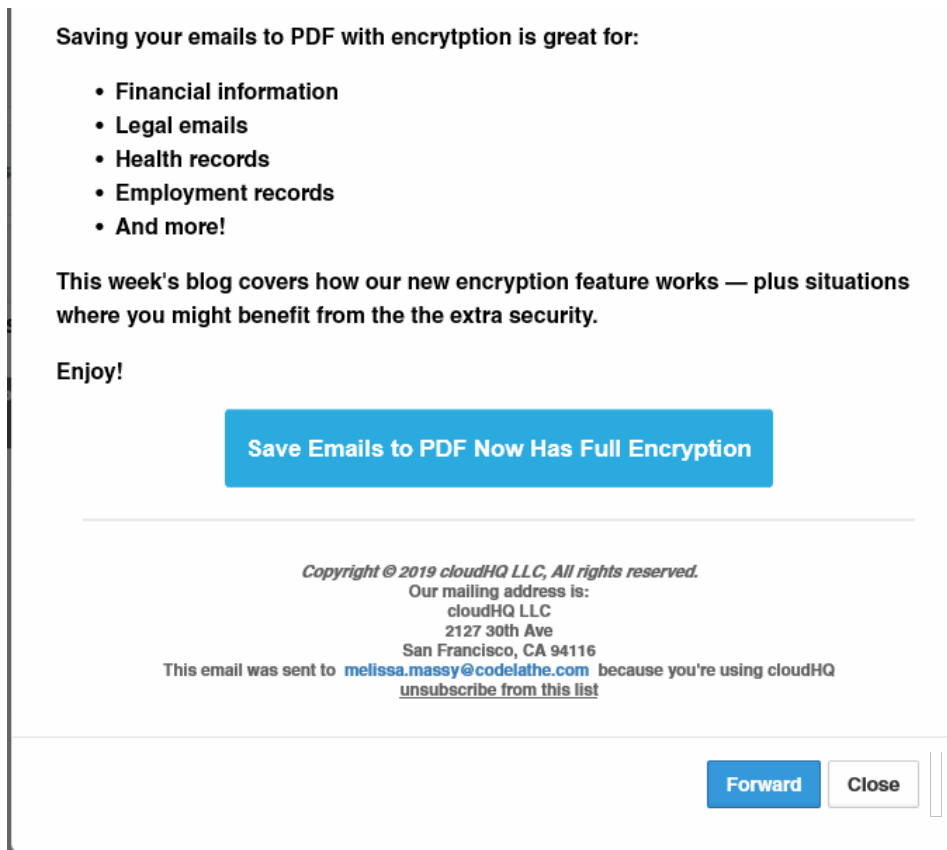 Saving your emails to PDF with encrytption is great for:
• Financial information
• Legal emails
• Health records
• Employment records
• And more!
This week's blog covers how our new encryption feature works — plus situations
where you might benefit from the the extra security.
Enjoy!
Save Emails to PDF Now Has Full Encryption
Copyright © 2019 cloudHQ LLC, All rights reserved.
Our mailing address is:
cloudHQ LLC
2127 30th Ave
San Francisco, CA 94116
This email was sent to melissa.massy@codelathe.com because you're using cloudHQ
unsubscribe from this list
Forward Close